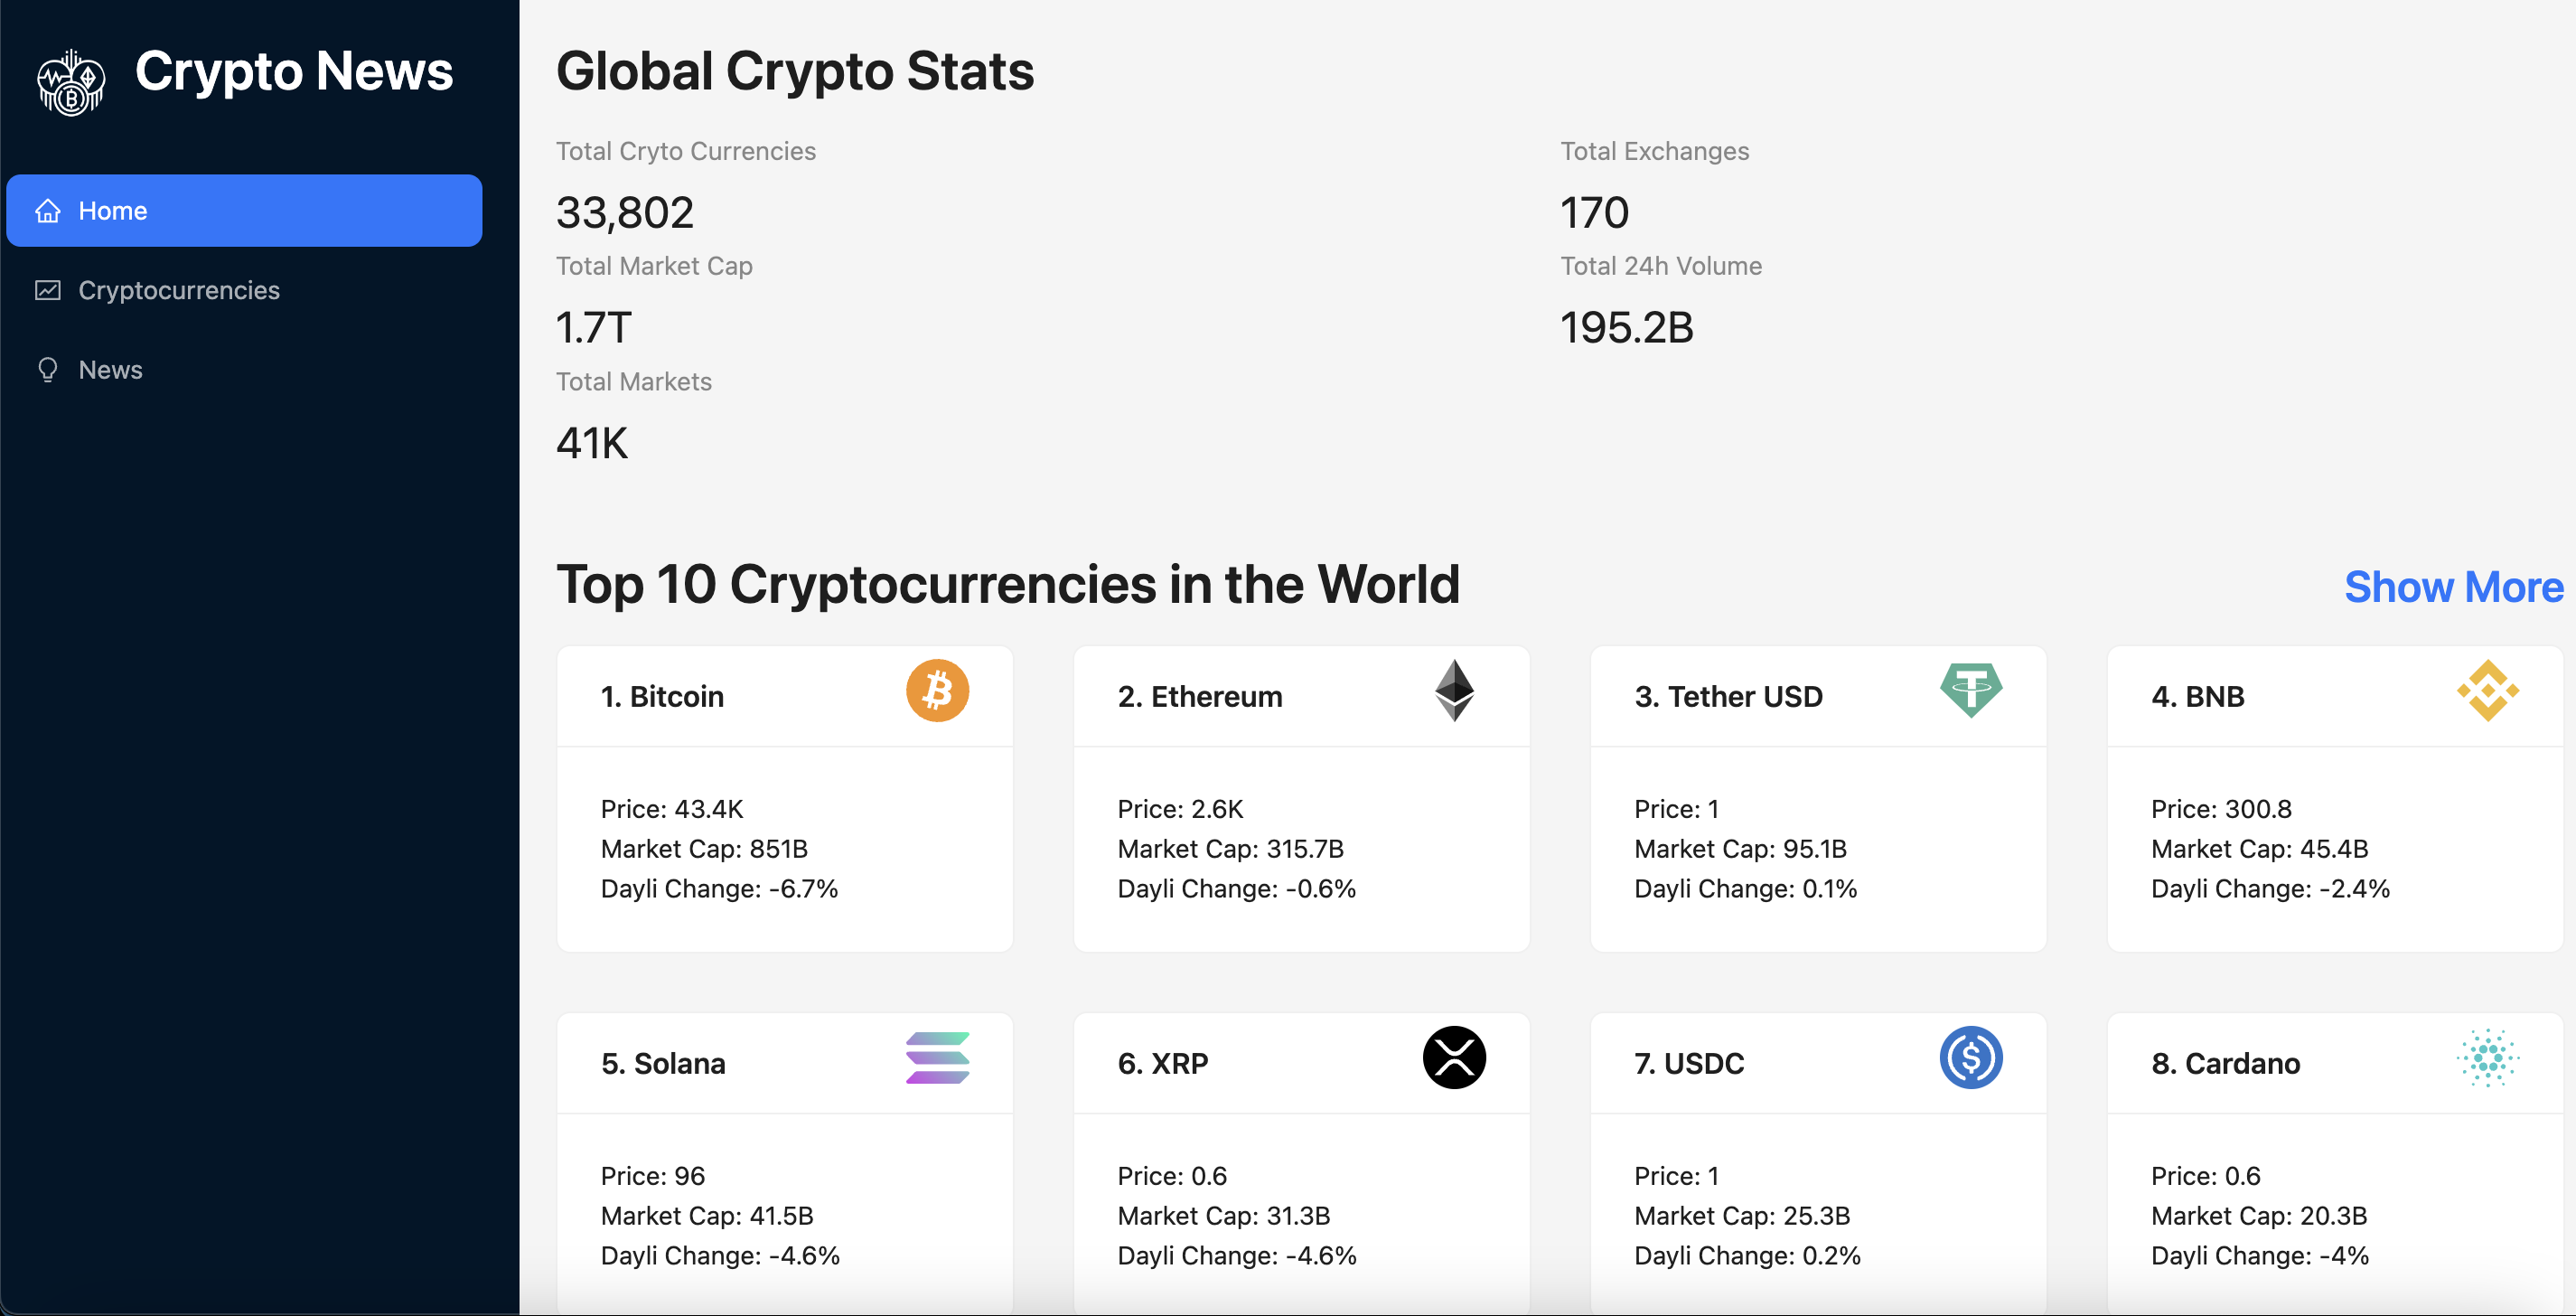 Crypto News
Home
Cryptocurrencies
News
Global Crypto Stats
Total Cryto Currencies
33,802
Total Exchanges
170
Total Market Cap
1.7T
Total 24h Volume
195.2B
Total Markets
41K
Top 10 Cryptocurrencies in the World
Show More
1. Bitcoin
Price: 43.4K
Market Cap: 851B
Dayli Change: -6.7%
2. Ethereum
Price: 2.6K
Market Cap: 315.7B
Dayli Change: -0.6%
3. Tether USD
Price: 1
Market Cap: 95.1B
Dayli Change: 0.1%
4. BNB
Price: 300.8
Market Cap: 45.4B
Dayli Change: -2.4%
5. Solana
Price: 96
Market Cap: 41.5B
Dayli Change: -4.6%
6. XRP
Price: 0.6
Market Cap: 31.3B
Dayli Change: -4.6%
7. USDC
Price: 1
Market Cap: 25.3B
Dayli Change: 0.2%
8. Cardano
Price: 0.6
Market Cap: 20.3B
Dayli Change: -4%